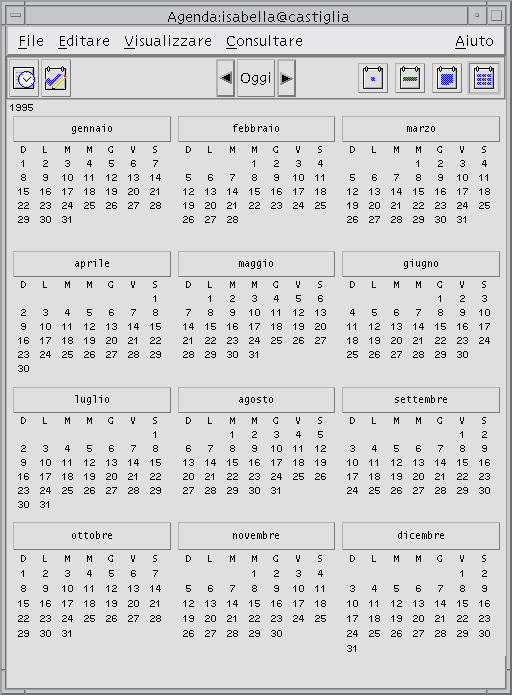 Agenda:isabella@castiglia
File Editare Visualizzare Consultare Aiuto
Oggi
1995
gennaio febbraio marzo
D L M M G V S D L M M G V S D L M M G V S
1 2 3 4 5 6 7 1 2 3 4 1 2 3 4
8 9 10 11 12 13 14 5 6 7 8 9 10 11 5 6 7 8 9 10 11
15 16 17 18 19 20 21 12 13 14 15 16 17 18 12 13 14 15 16 17 18
22 23 24 25 26 27 28 19 20 21 22 23 24 25 19 20 21 22 23 24 25
29 30 31 26 27 28 26 27 28 29 30 31
aprile maggio giugno
D L M M G V S D L M M G V S D L M M G V S
1 1 2 3 4 5 6 1 2 3
2 3 4 5 6 7 8 7 8 9 10 11 12 13 4 5 6 7 8 9 10
9 10 11 12 13 14 15 14 15 16 17 18 19 20 11 12 13 14 15 16 17
16 17 18 19 20 21 22 21 22 23 24 25 26 27 18 19 20 21 22 23 24
23 24 25 26 27 28 29 28 29 30 31 25 26 27 28 29 30
30
luglio agosto settembre
D L M M G V S D L M M G V S D L M M G V S
1 1 2 3 4 5 1 2
2 3 4 5 6 7 8 6 7 8 9 10 11 12 3 4 5 6 7 8 9
9 10 11 12 13 14 15 13 14 15 16 17 18 19 10 11 12 13 14 15 16
16 17 18 19 20 21 22 20 21 22 23 24 25 26 17 18 19 20 21 22 23
23 24 25 26 27 28 29 27 28 29 30 31 24 25 26 27 28 29 30
30 31
ottobre novembre dicembre
D L M M G V S D L M M G V S D L M M G V S
1 2 3 4 5 6 7 1 2 3 4 1 2
8 9 10 11 12 13 14 5 6 7 8 9 10 11 3 4 5 6 7 8 9
15 16 17 18 19 20 21 12 13 14 15 16 17 18 10 11 12 13 14 15 16
22 23 24 25 26 27 28 19 20 21 22 23 24 25 17 18 19 20 21 22 23
29 30 31 26 27 28 29 30 24 25 26 27 28 29 30
31